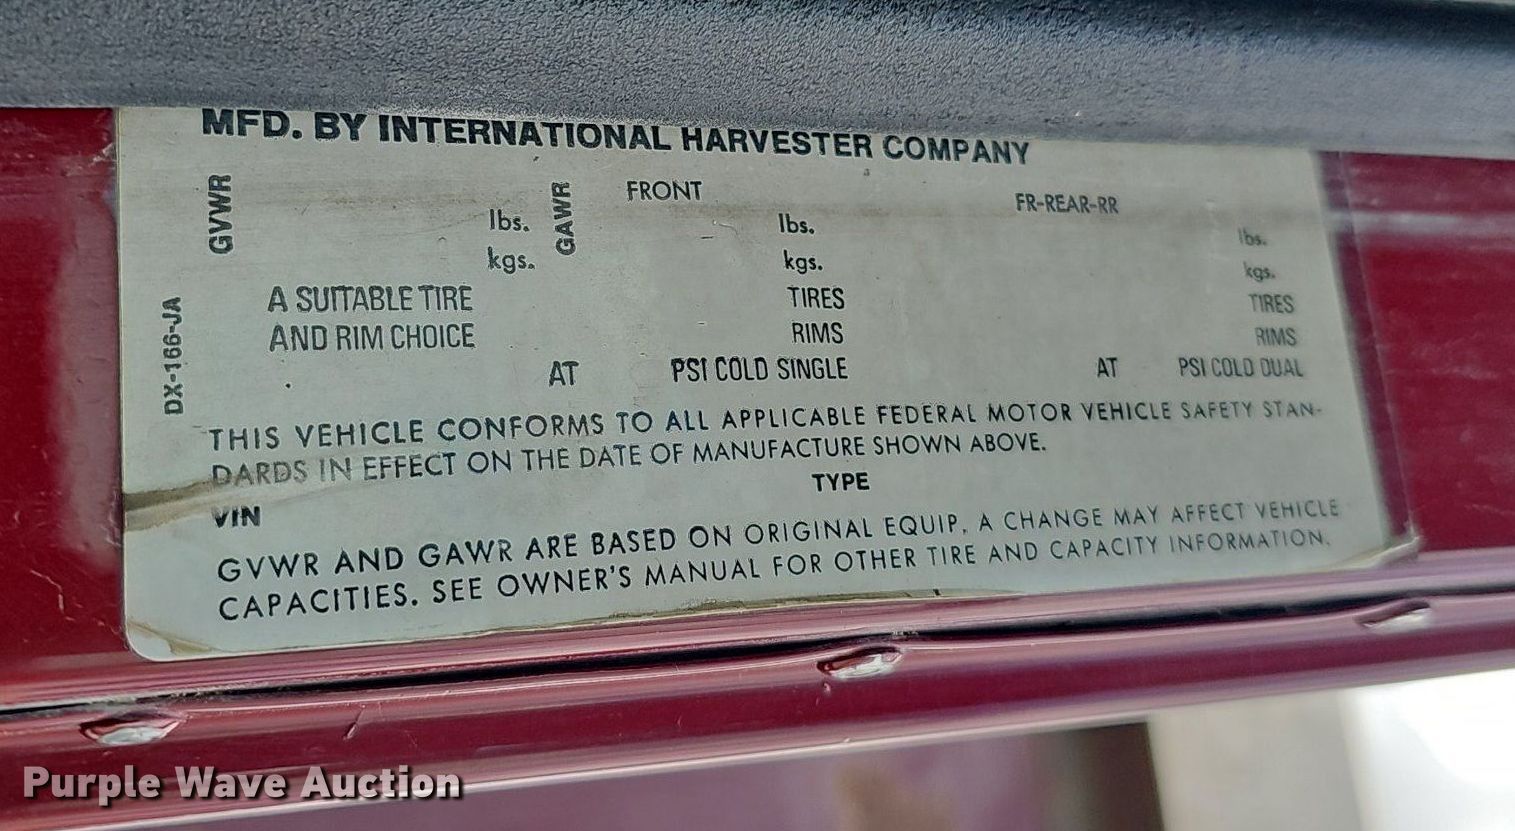 MFD. BY INTERNATIONAL HARVESTER COMPANY
GVWR lbs. GAWR FRONT lbs. FR-REAR-RR lbs.
kgs. kgs. kgs.
DX-166-JA
A SUITABLE TIRE TIRES TIRES
AND RIM CHOICE RIMS RIMS
AT PSI COLD SINGLE AT PSI COLD DUAL
THIS VEHICLE CONFORMS TO ALL APPLICABLE FEDERAL MOTOR VEHICLE SAFETY STAN-
DARDS IN EFFECT ON THE DATE OF MANUFACTURE SHOWN ABOVE.
VIN TYPE
GVWR AND GAWR ARE BASED ON ORIGINAL EQUIP. A CHANGE MAY AFFECT VEHICLE
CAPACITIES. SEE OWNER'S MANUAL FOR OTHER TIRE AND CAPACITY INFORMATION.
Purple Wave Auction